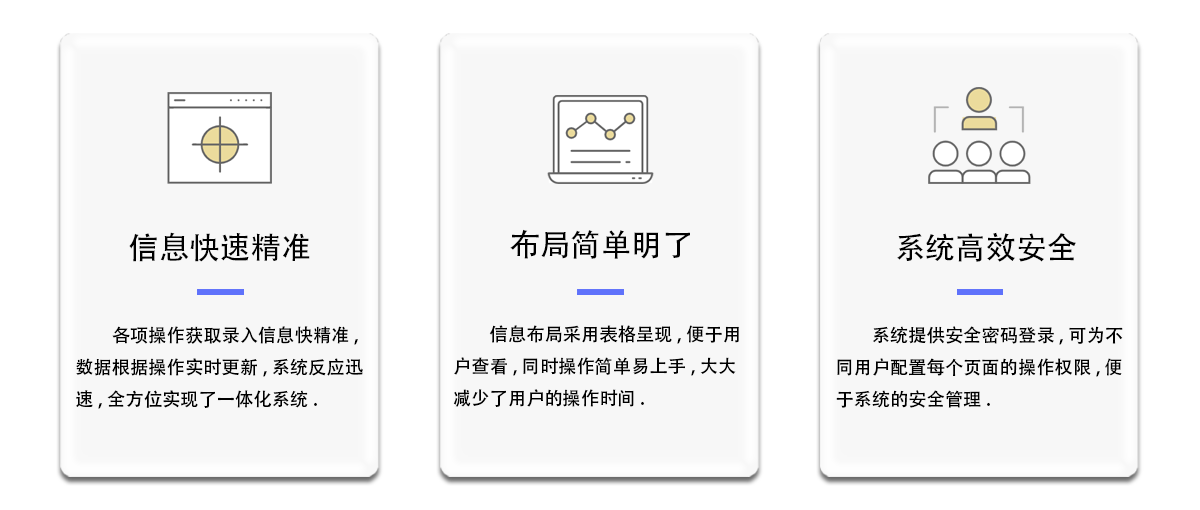 信息快速精准
各项操作获取录入信息快精准，
数据根据操作实时更新，系统反应迅
速，全方位实现了一体化系统．
布局简单明了
信息布局采用表格呈现，便于用
户查看，同时操作简单易上手，大大
减少了用户的操作时间．
系统高效安全
系统提供安全密码登录，可为不
同用户配置每个页面的操作权限，便
于系统的安全管理．